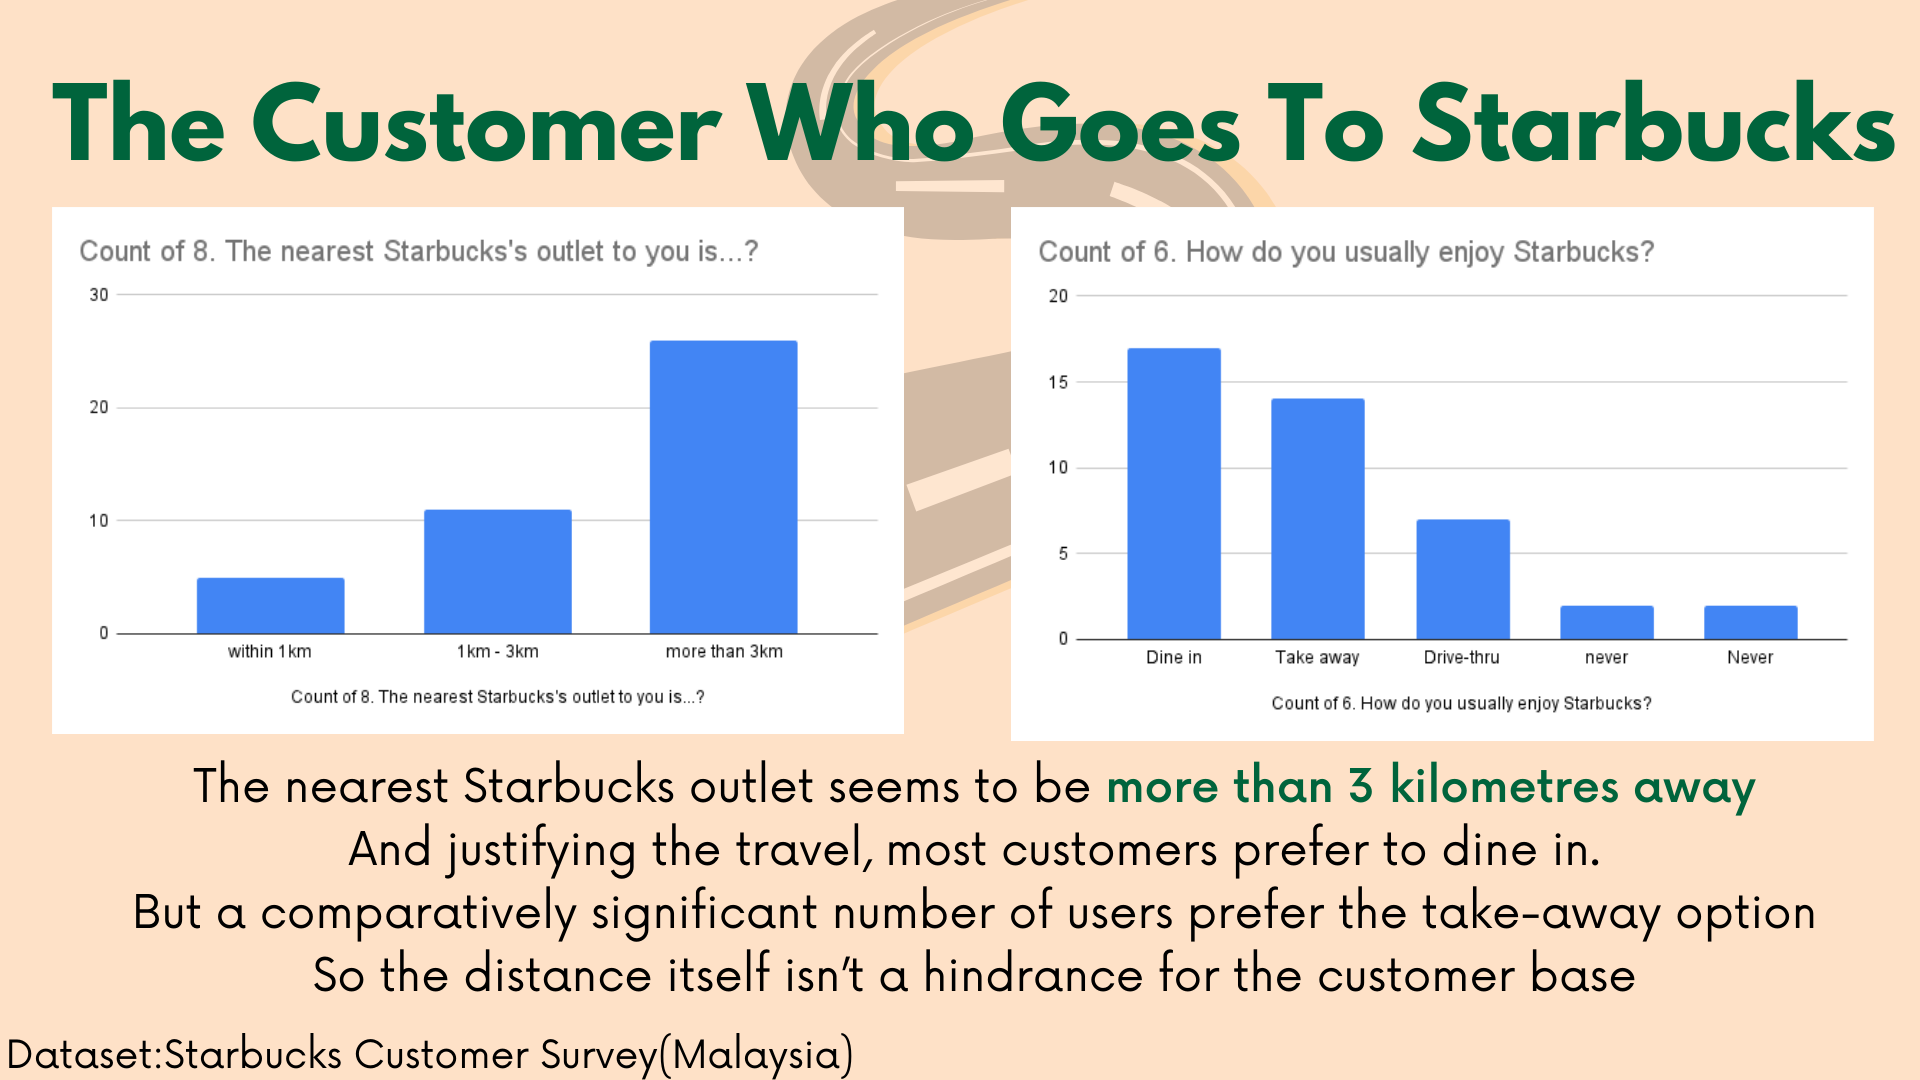 The Customer Who Goes To Starbucks
Count of 8. The nearest Starbucks's outlet to you is...?
30
20
10
0
within 1km
1km - 3km
more than 3km
Count of 8. The nearest Starbucks's outlet to you is...?
Count of 6. How do you usually enjoy Starbucks?
20
15
10
5
0
Dine in
Take away
Drive-thru
never
Never
Count of 6. How do you usually enjoy Starbucks?
The nearest Starbucks outlet seems to be more than 3 kilometres away
And justifying the travel, most customers prefer to dine in.
But a comparatively significant number of users prefer the take-away option
So the distance itself isn’t a hindrance for the customer base
Dataset:Starbucks Customer Survey(Malaysia)